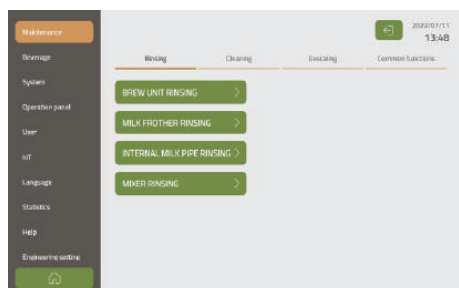 Maintenance
Beverage
System
Operation panel
User
IoT
Language
Statistics
Help
Engineering setting
2022/07/11
13:48
Rinsing
Cleaning
Descaling
Common functions
BREW UNIT RINSING
MILK FROTHER RINSING
INTERNAL MILK PIPE RINSING
MIXER RINSING